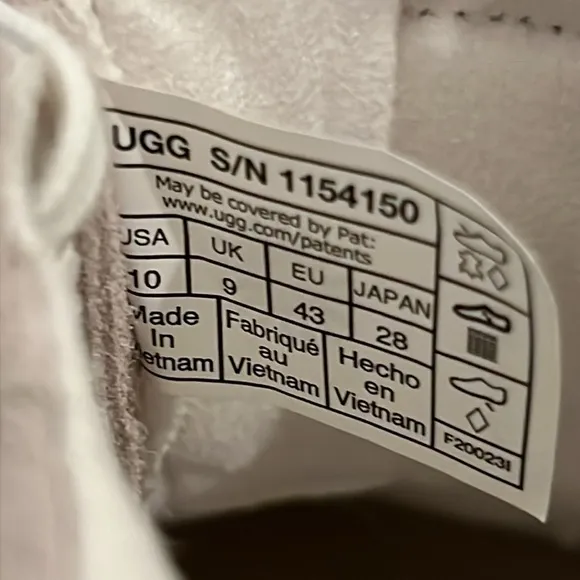 UGG S/N 1154150
May be covered by Pat:
www.ugg.com/patents
USA UK EU JAPAN
10 9 43 28
Made In Vietnam
Fabriqué au Vietnam
Hecho en Vietnam
F20023I